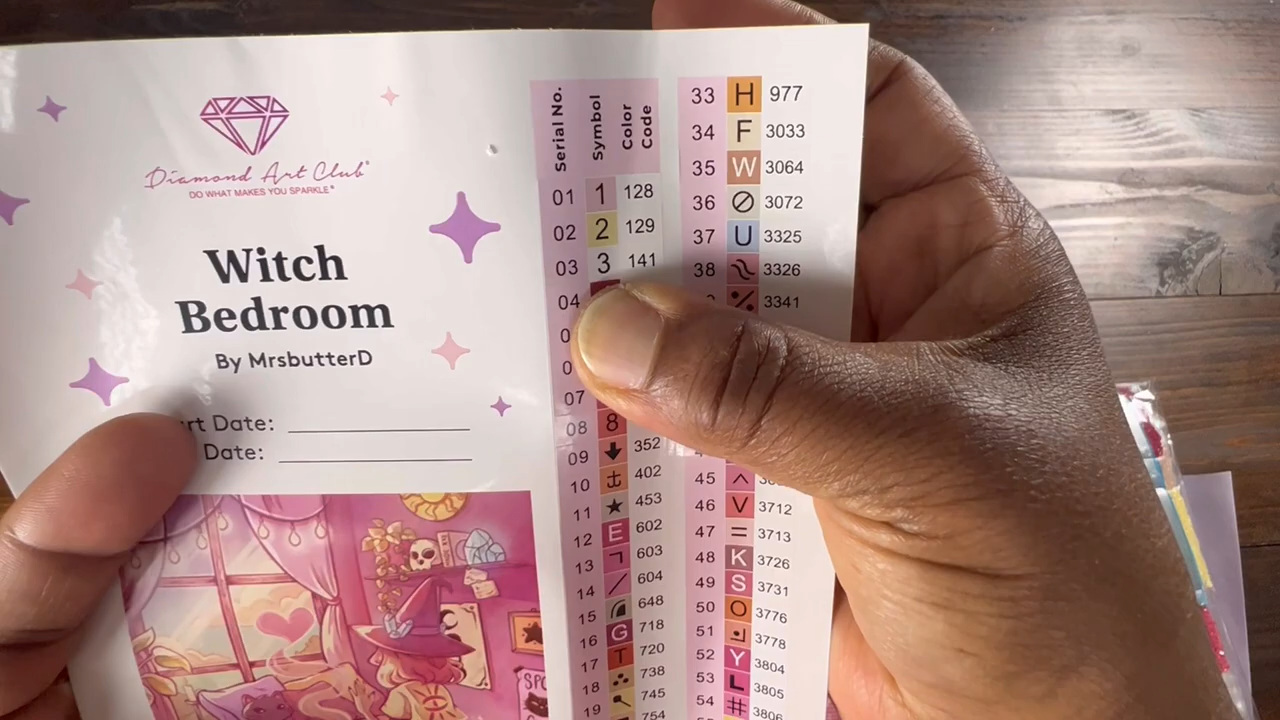 Diamond Art Club®
DO WHAT MAKES YOU SPARKLE®
Witch
Bedroom
By MrsbutterD
rt Date:
Date:
Serial No. Symbol Color Code
01 1 128
02 2 129
03 3 141
04
07
08 8
09 352
10 402
11 ★ 453
12 E 602
13 603
14 / 604
15 648
16 G 718
17 T 720
18 738
19 745
754
33 H 977
34 F 3033
35 W 3064
36 ⊘ 3072
37 U 3325
38 3326
3341
45 ^
46 V 3712
47 = 3713
48 K 3726
49 S 3731
50 O 3776
51 3778
52 Y 3804
53 L 3805
54 # 3806